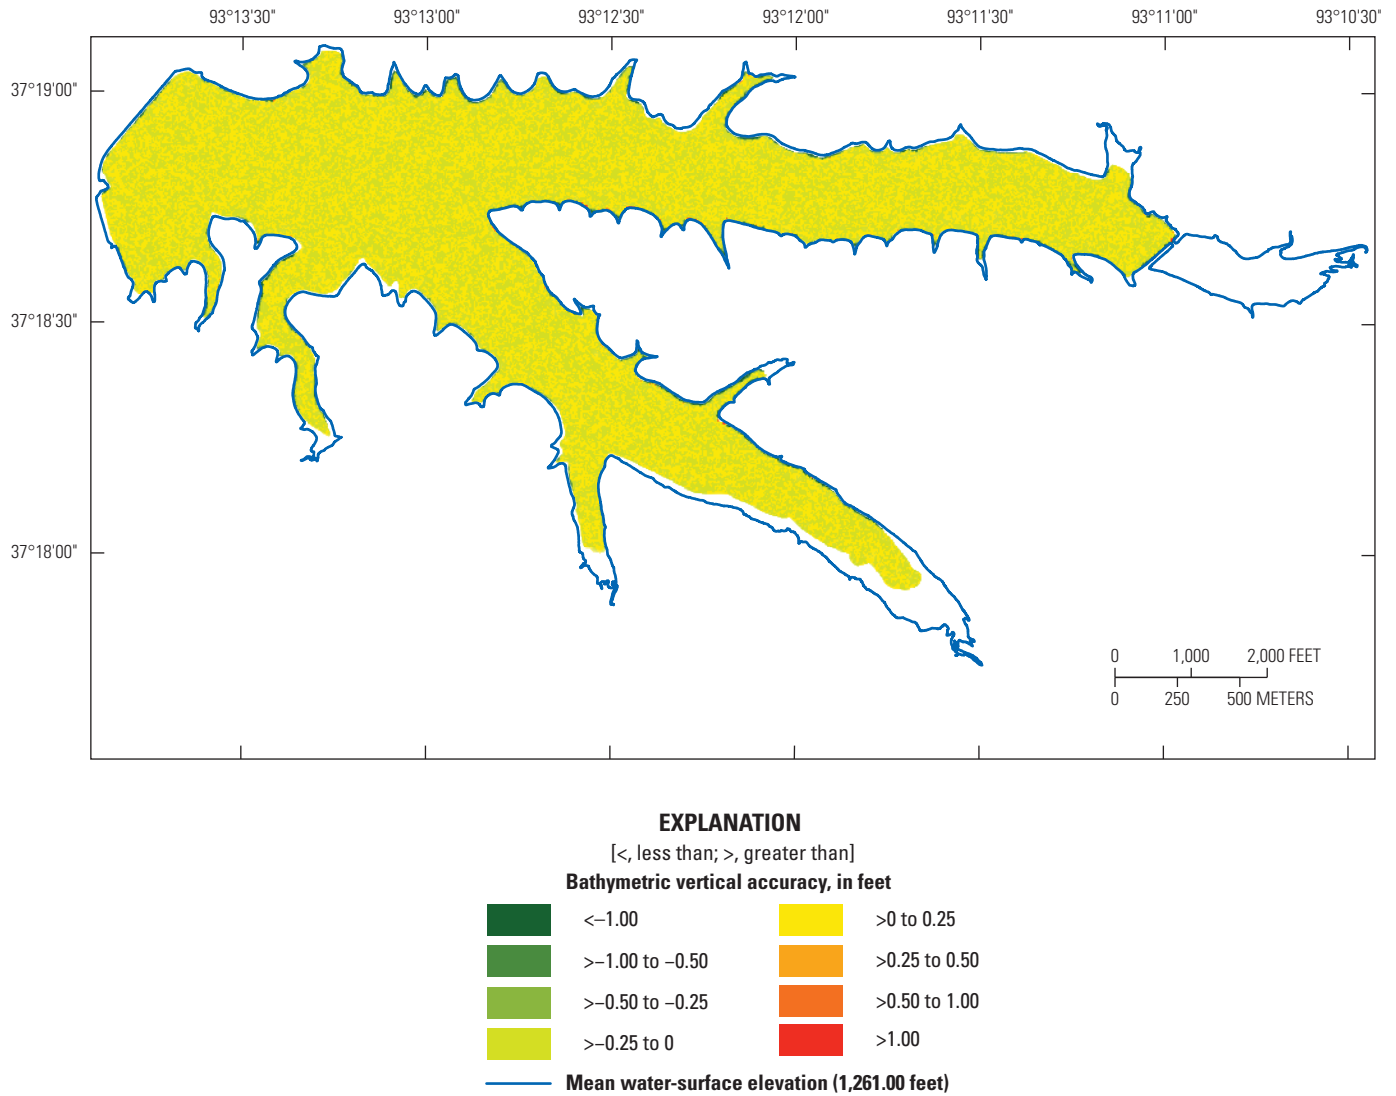 93°13'30" 93°13'00" 93°12'30" 93°12'00" 93°11'30" 93°11'00" 93°10'30"
37°19'00"
37°18'30"
37°18'00"
0 1,000 2,000 FEET
0 250 500 METERS
EXPLANATION
[<, less than; >, greater than]
Bathymetric vertical accuracy, in feet
<–1.00 >0 to 0.25
>–1.00 to –0.50 >0.25 to 0.50
>–0.50 to –0.25 >0.50 to 1.00
>–0.25 to 0 >1.00
Mean water-surface elevation (1,261.00 feet)